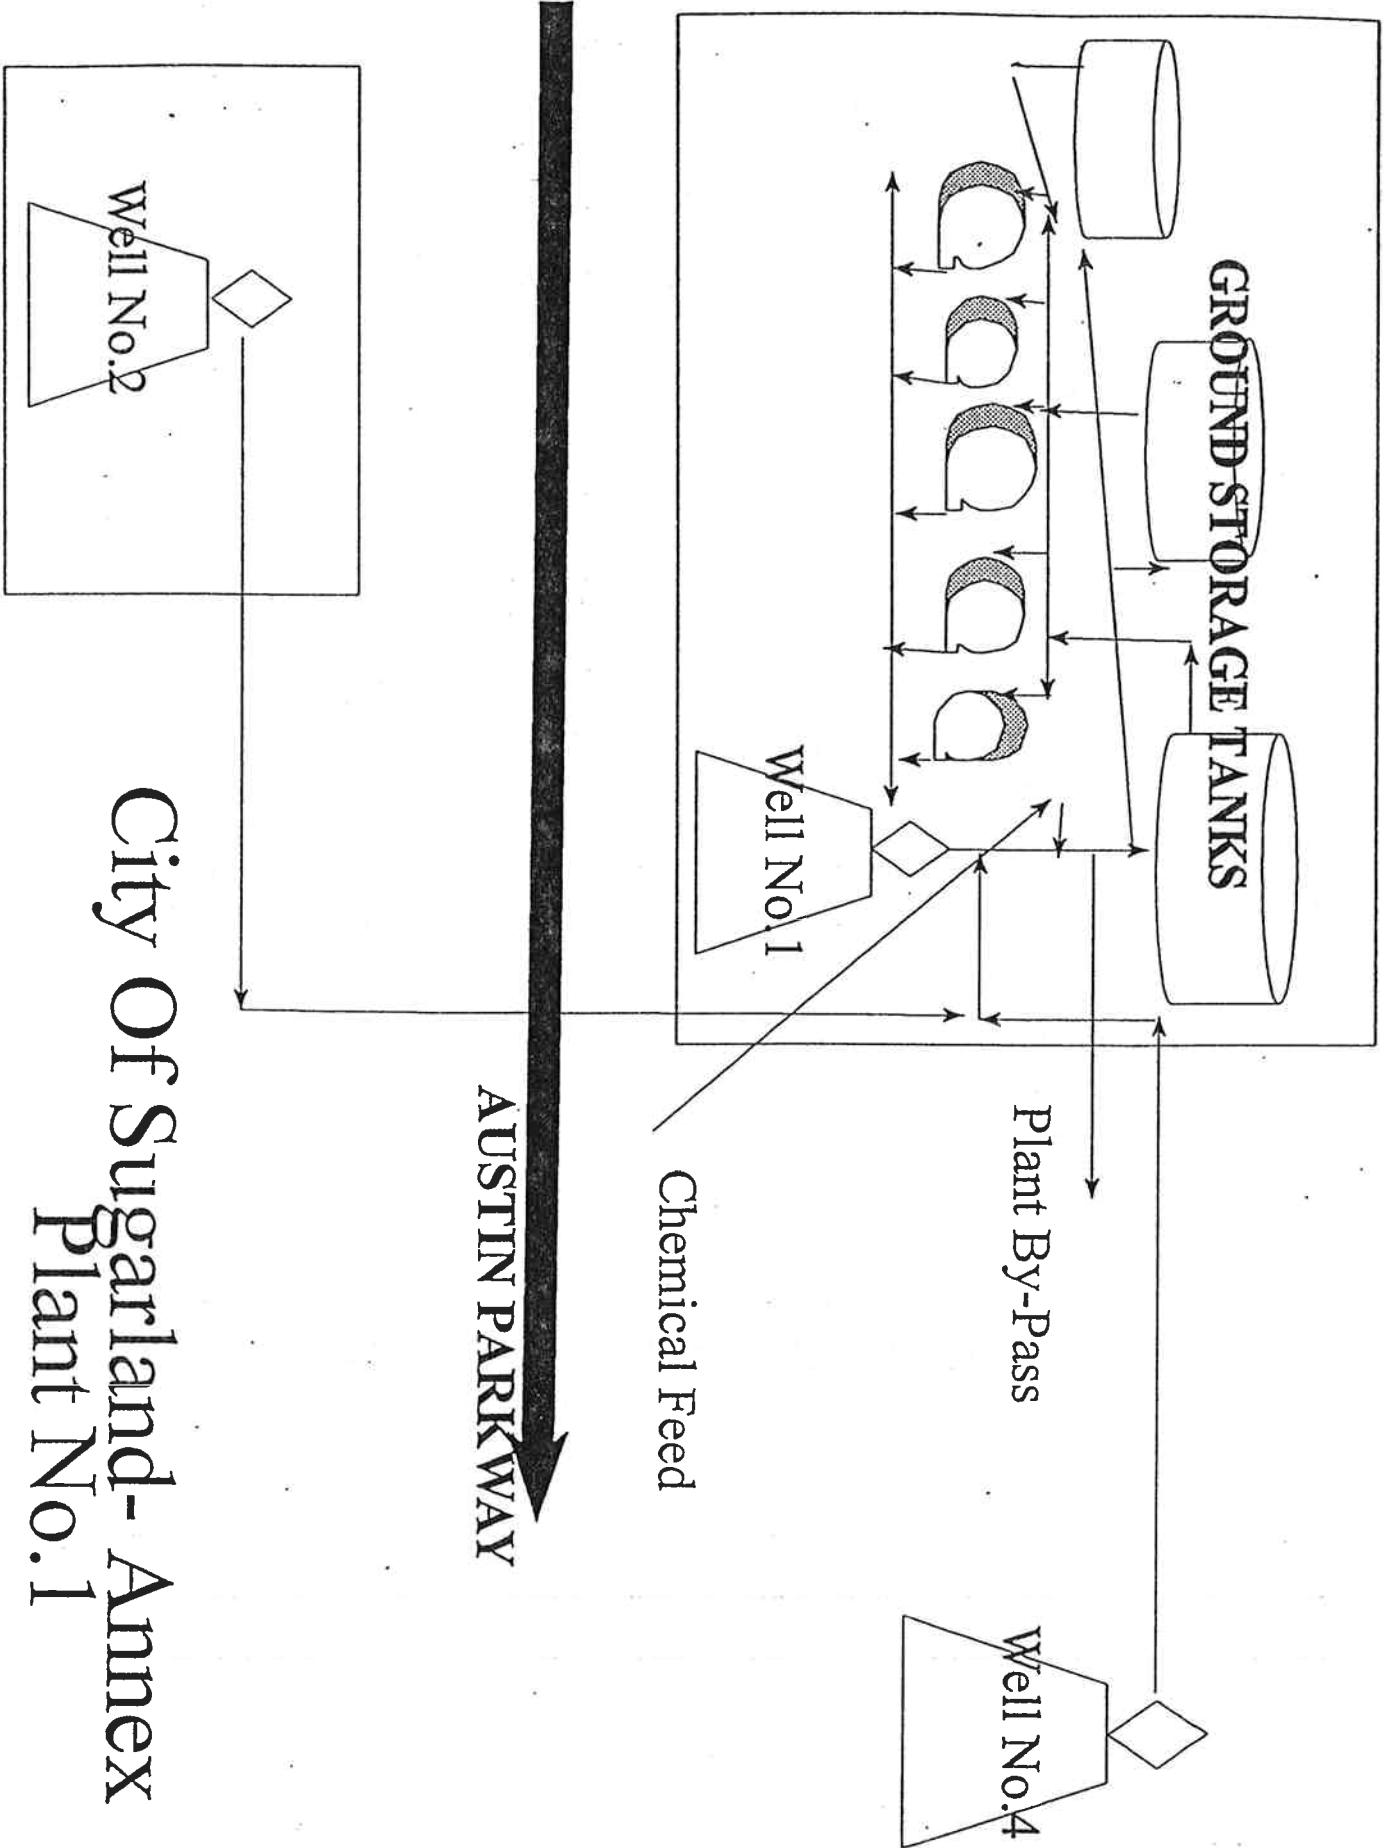 GROUND STORAGE TANKS
Well No.1
Plant By-Pass
Well No.4
Chemical Feed
AUSTIN PARKWAY
Well No.2
City Of Sugarland- Annex
Plant No.1